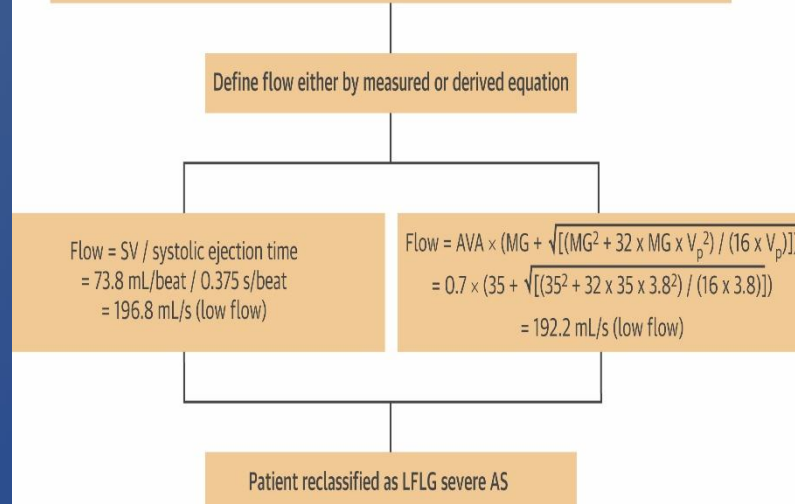 Define flow either by measured or derived equation
Flow = SV / systolic ejection time
= 73.8 mL/beat / 0.375 s/beat
= 196.8 mL/s (low flow)
Flow = AVA × (MG + √[(MG² + 32 x MG x Vₚ²) / (16 x Vₚ)])
= 0.7 × (35 + √[(35² + 32 x 35 x 3.8²) / (16 x 3.8)])
= 192.2 mL/s (low flow)
Patient reclassified as LFLG severe AS